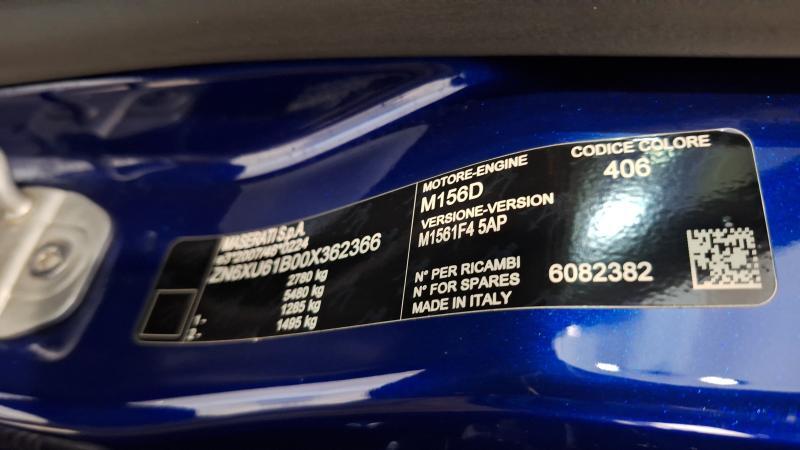 MASERATI S.p.A.
e3*2007/46*0224
ZN6XU61B00X362366
2780 kg
5480 kg
1- 1285 kg
2- 1495 kg
MOTORE-ENGINE
M156D
VERSIONE-VERSION
M1561F4 5AP
CODICE COLORE
406
N° PER RICAMBI
N° FOR SPARES
6082382
MADE IN ITALY